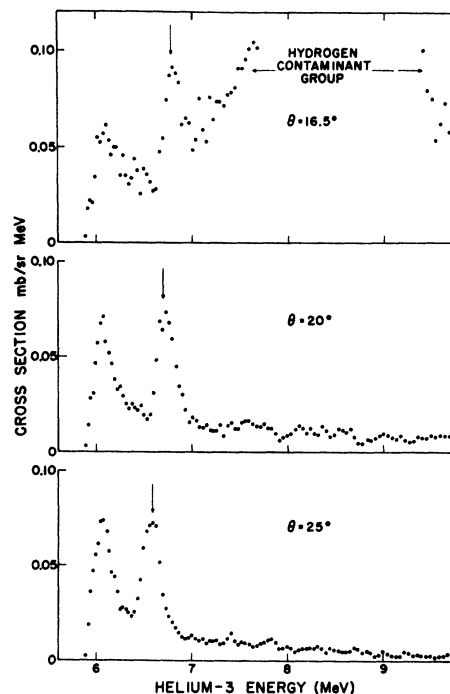 0.10
HYDROGEN
CONTAMINANT
GROUP
θ=16.5°
0.05
0
0.10
θ=20°
0.05
0
0.10
θ=25°
0.05
0
6 7 8 9
CROSS SECTION mb/sr MeV
HELIUM-3 ENERGY (MeV)